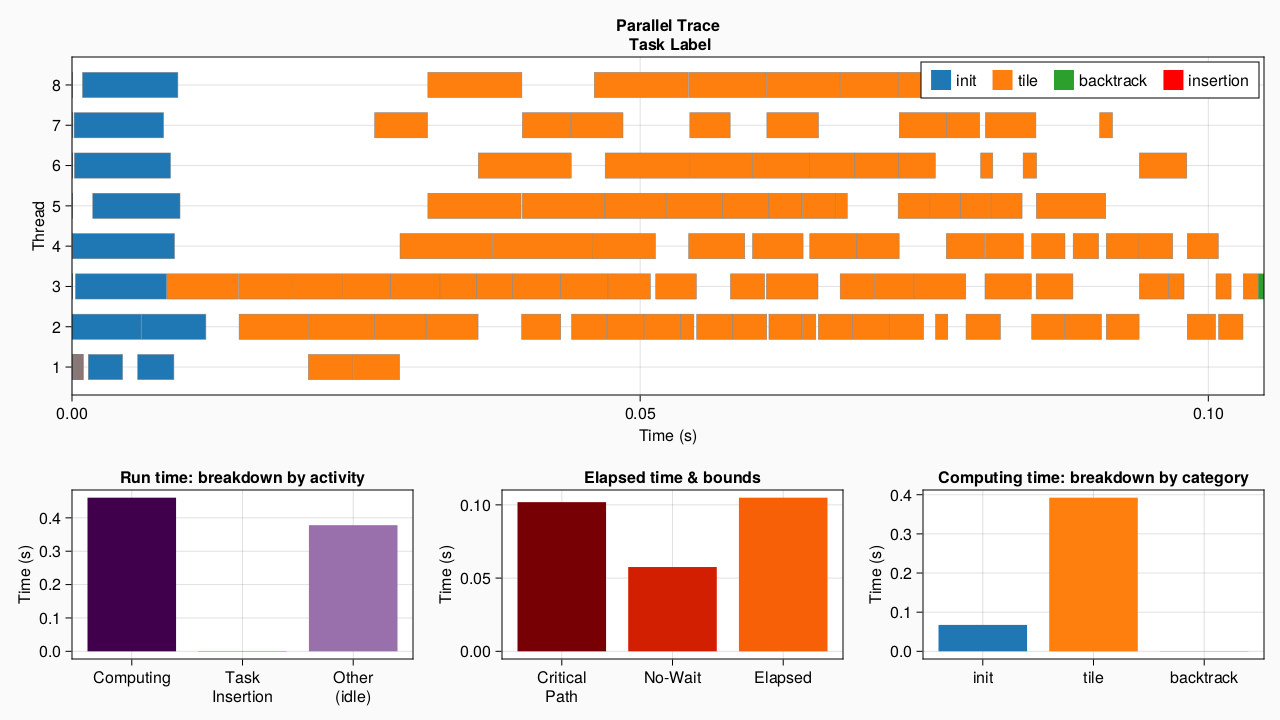 Parallel Trace
Task Label
init tile backtrack insertion
8
7
6
5
4
3
2
1
Thread
0.00 0.05 0.10
Time (s)
Run time: breakdown by activity
0.4
0.3
0.2
0.1
0.0
Time (s)
Computing Task Insertion Other (idle)
Elapsed time & bounds
0.10
0.05
0.00
Time (s)
Critical Path No-Wait Elapsed
Computing time: breakdown by category
0.4
0.3
0.2
0.1
0.0
Time (s)
init tile backtrack